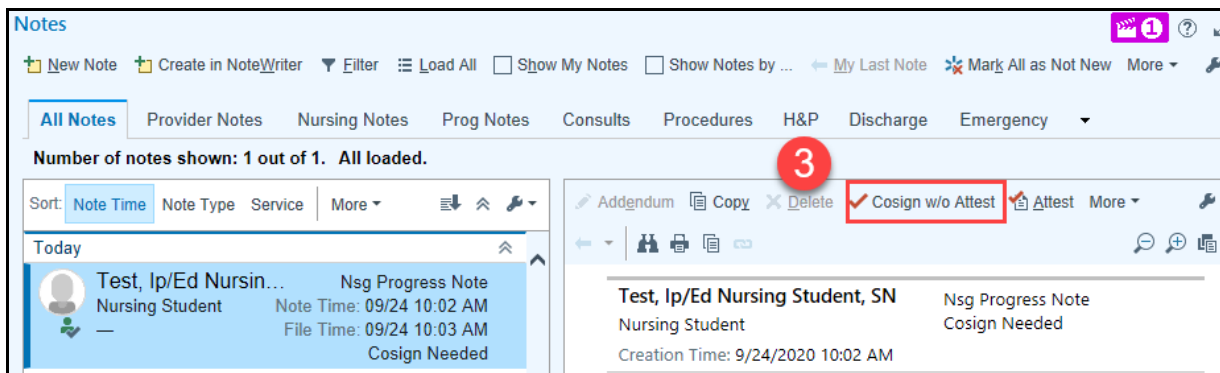 Notes
1
New Note Create in NoteWriter Filter Load All Show My Notes Show Notes by ... My Last Note Mark All as Not New More
All Notes Provider Notes Nursing Notes Prog Notes Consults Procedures H&P Discharge Emergency
Number of notes shown: 1 out of 1. All loaded.
3
Sort: Note Time Note Type Service More
Addendum Copy Delete Cosign w/o Attest Attest More
Today
Test, Ip/Ed Nursin... Nsg Progress Note
Nursing Student Note Time: 09/24 10:02 AM
— File Time: 09/24 10:03 AM
Cosign Needed
Test, Ip/Ed Nursing Student, SN Nsg Progress Note
Nursing Student Cosign Needed
Creation Time: 9/24/2020 10:02 AM